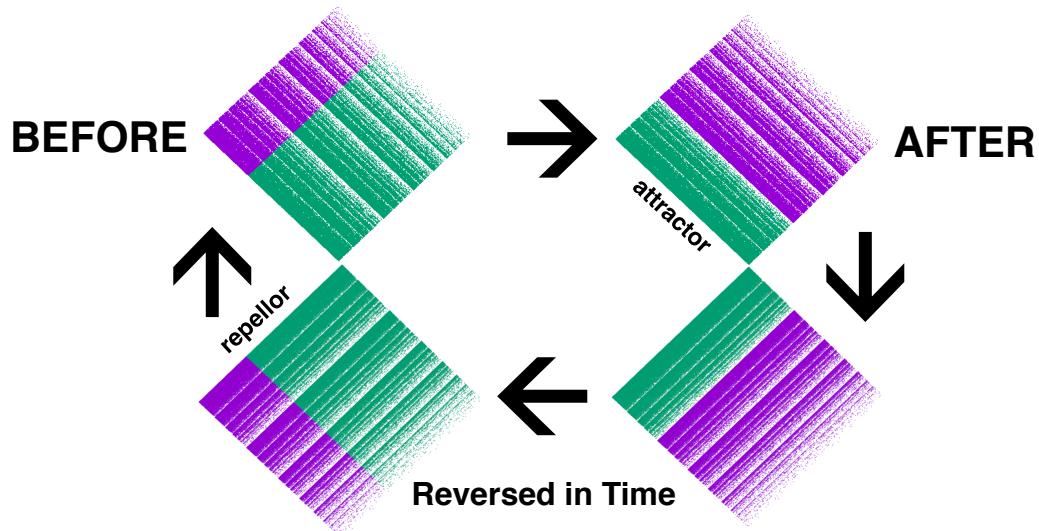 BEFORE
AFTER
attractor
repellor
Reversed in Time